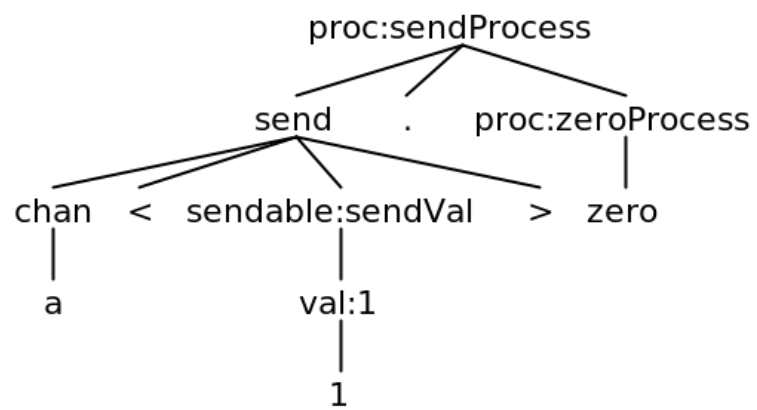 proc:sendProcess
send . proc:zeroProcess
chan < sendable:sendVal > zero
a val:1
1